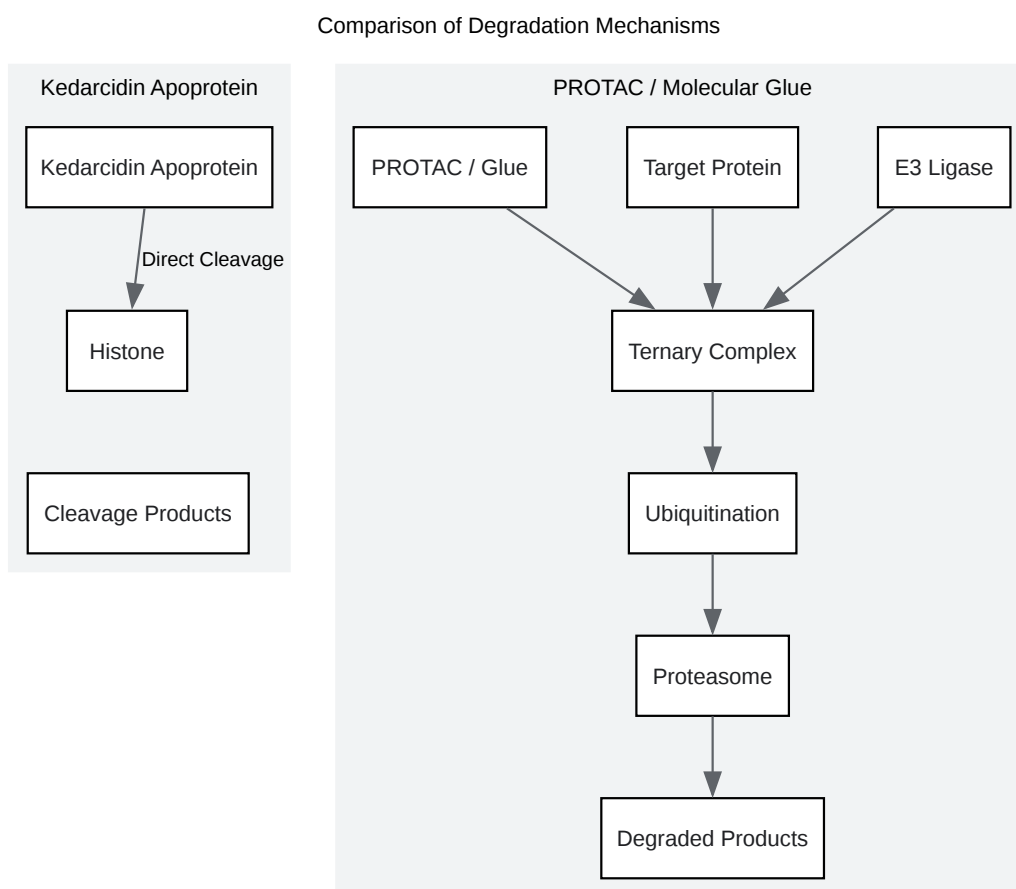 Comparison of Degradation Mechanisms
Kedarcidin Apoprotein
Kedarcidin Apoprotein
Direct Cleavage
Histone
Cleavage Products
PROTAC / Molecular Glue
PROTAC / Glue
Target Protein
E3 Ligase
Ternary Complex
Ubiquitination
Proteasome
Degraded Products